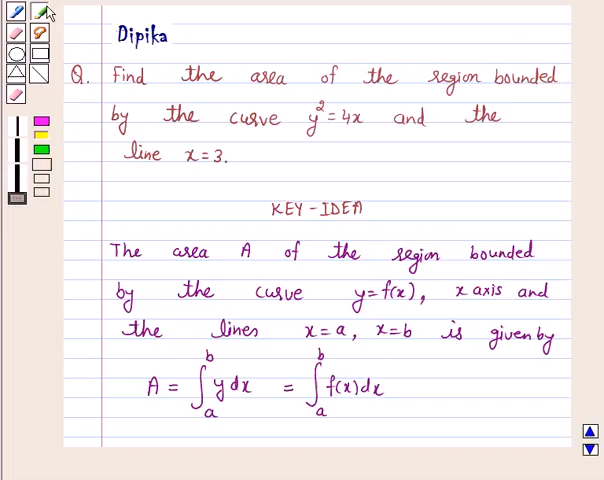 Dipika
Q. Find the area of the region bounded
by the curve y² = 4x and the
line x = 3.
KEY - IDEA
The area A of the region bounded
by the curve y = f(x), x axis and
the lines x = a, x = b is given by
A = ∫ₐᵇ y dx = ∫ₐᵇ f(x) dx